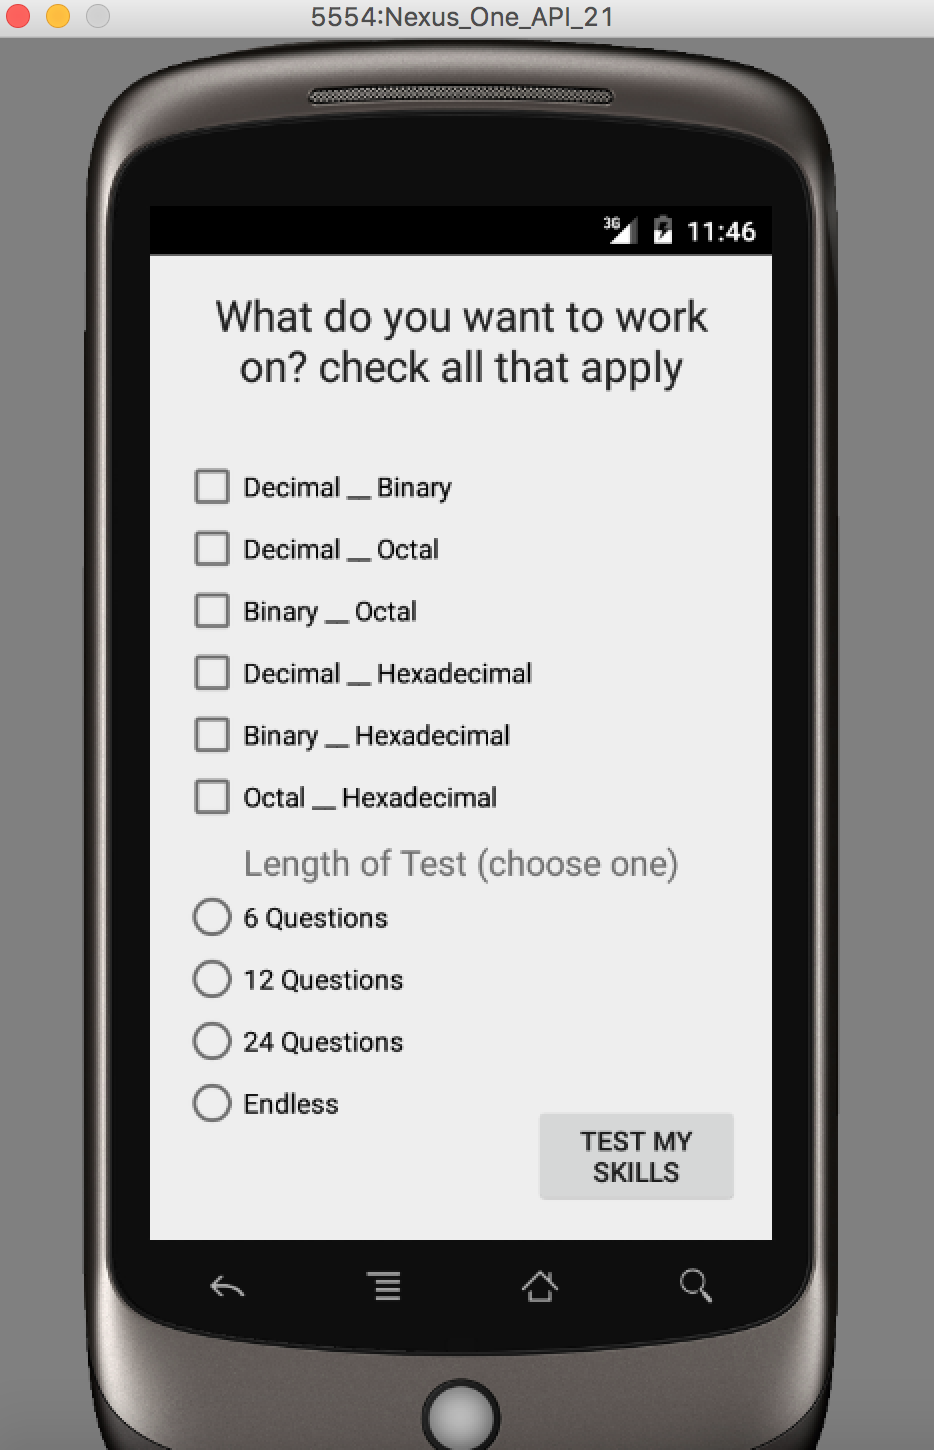 5554:Nexus_One_API_21
3G 11:46
What do you want to work
on? check all that apply
Decimal __ Binary
Decimal __ Octal
Binary __ Octal
Decimal __ Hexadecimal
Binary __ Hexadecimal
Octal __ Hexadecimal
Length of Test (choose one)
6 Questions
12 Questions
24 Questions
Endless
TEST MY
SKILLS